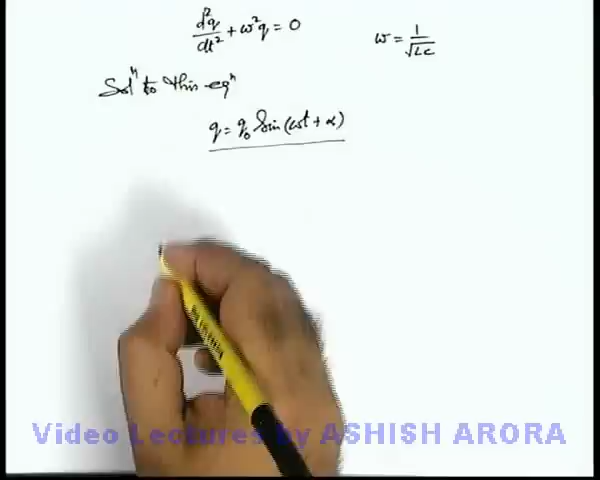 d²q/dt² + ω²q = 0    ω = 1/√LC
Solⁿ to this eqⁿ
q = q₀ sin(ωt + α)
Video Lectures by ASHISH ARORA